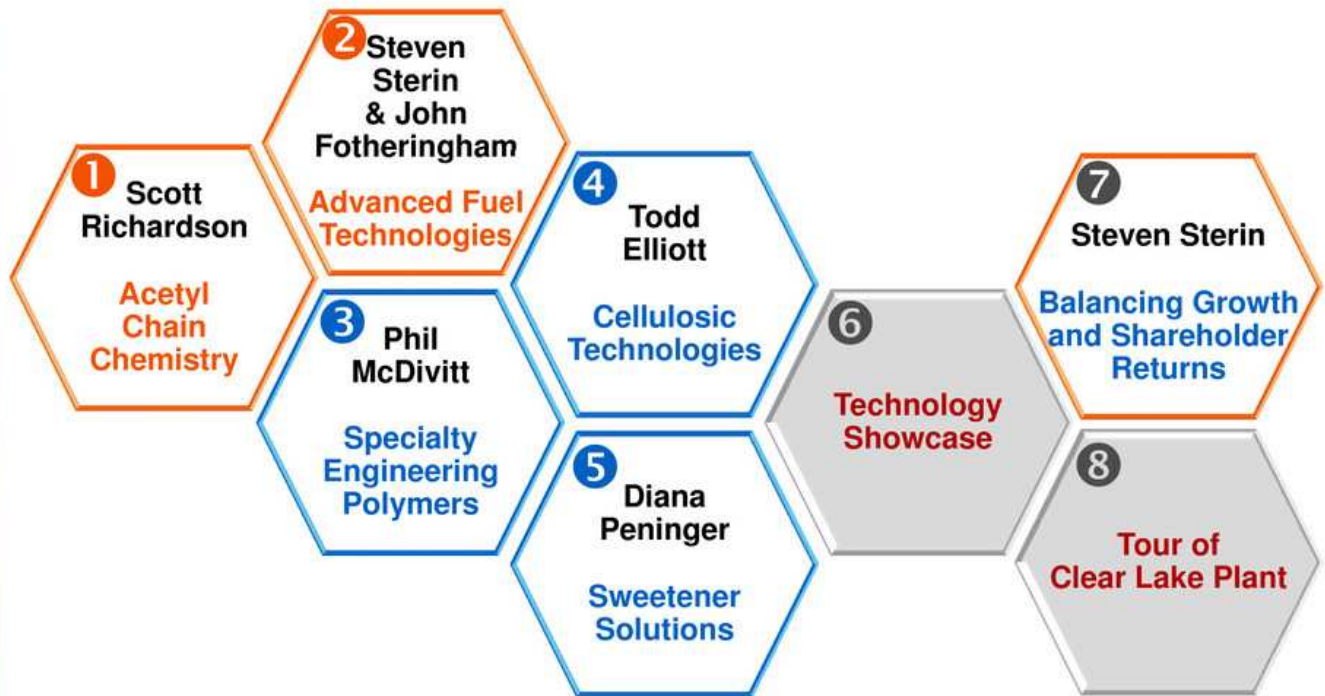 1
Scott
Richardson
Acetyl
Chain
Chemistry
2
Steven
Sterin
& John
Fotheringham
Advanced Fuel
Technologies
3
Phil
McDivitt
Specialty
Engineering
Polymers
4
Todd
Elliott
Cellulosic
Technologies
5
Diana
Peninger
Sweetener
Solutions
6
Technology
Showcase
7
Steven Sterin
Balancing Growth
and Shareholder
Returns
8
Tour of
Clear Lake Plant